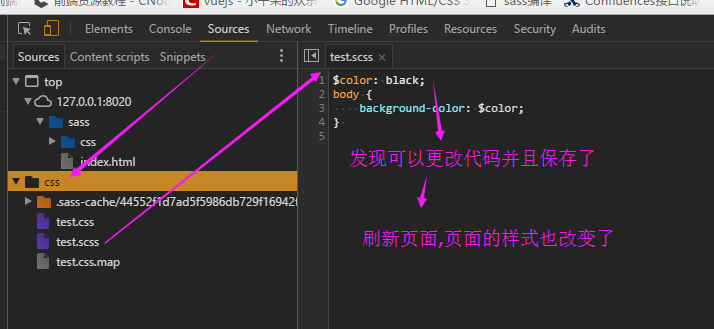 前端资源教程 - CNod
vuejs - 小干果的欢乐
Google HTML/CSS S
sass编译
Confluences接口说明
Elements Console Sources Network Timeline Profiles Resources Security Audits
Sources Content scripts Snippets
test.scss ×
top
127.0.0.1:8020
sass
css
index.html
css
.sass-cache/44552f1d7ad5f5986db729f16942f
test.css
test.scss
test.css.map
1 $color: black;
2 body {
3 background-color: $color;
4 }
5
发现可以更改代码并且保存了
刷新页面,页面的样式也改变了